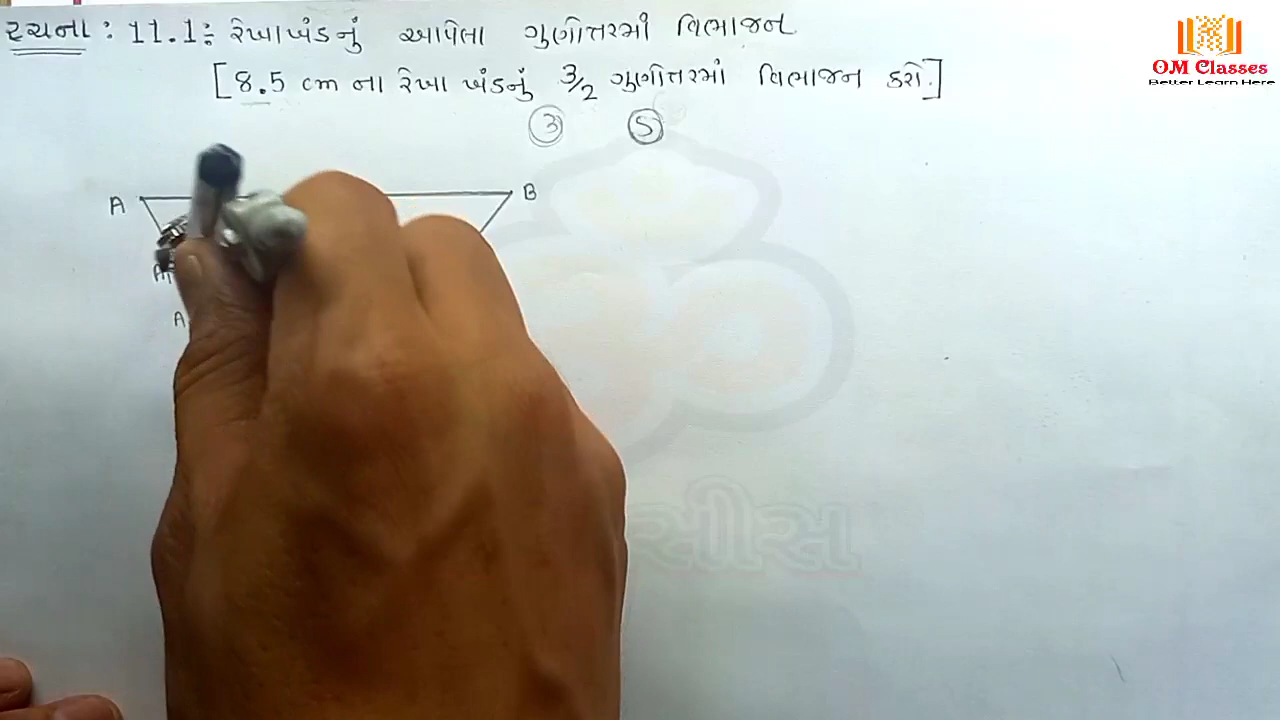 રચના : 11.1 : રેખાખંડનું આપેલા ગુણોત્તરમાં વિભાજન
[8.5 cm ના રેખા ખંડનું 3/2 ગુણોત્તરમાં વિભાજન કરો.]
3 5
A B
A1
A
OM Classes
Better Learn Here
સીસ